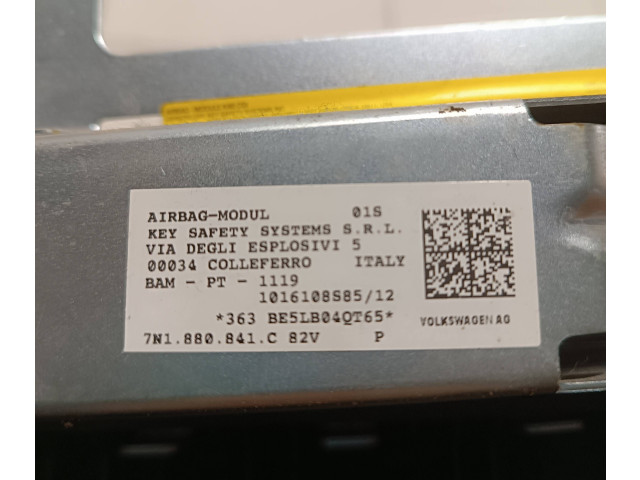 AIRBAG-MODUL 01S
KEY SAFETY SYSTEMS S.R.L.
VIA DEGLI ESPLOSIVI 5
00034 COLLEFERRO ITALY
BAM - PT - 1119
1016108S85/12
*363 BE5LB04QT65*
VOLKSWAGEN AG
7N1.880.841.C 82V P